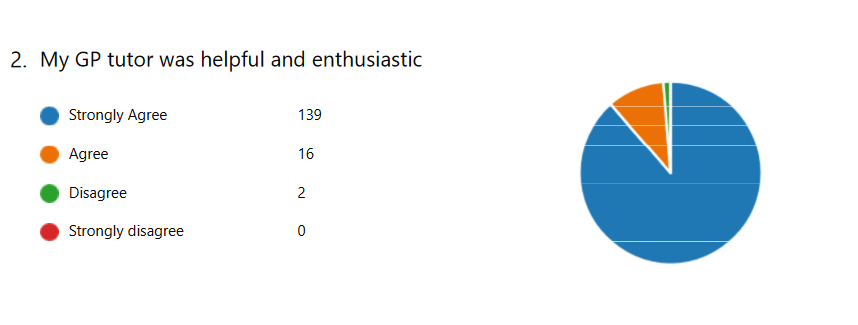 2. My GP tutor was helpful and enthusiastic
Strongly Agree 139
Agree 16
Disagree 2
Strongly disagree 0